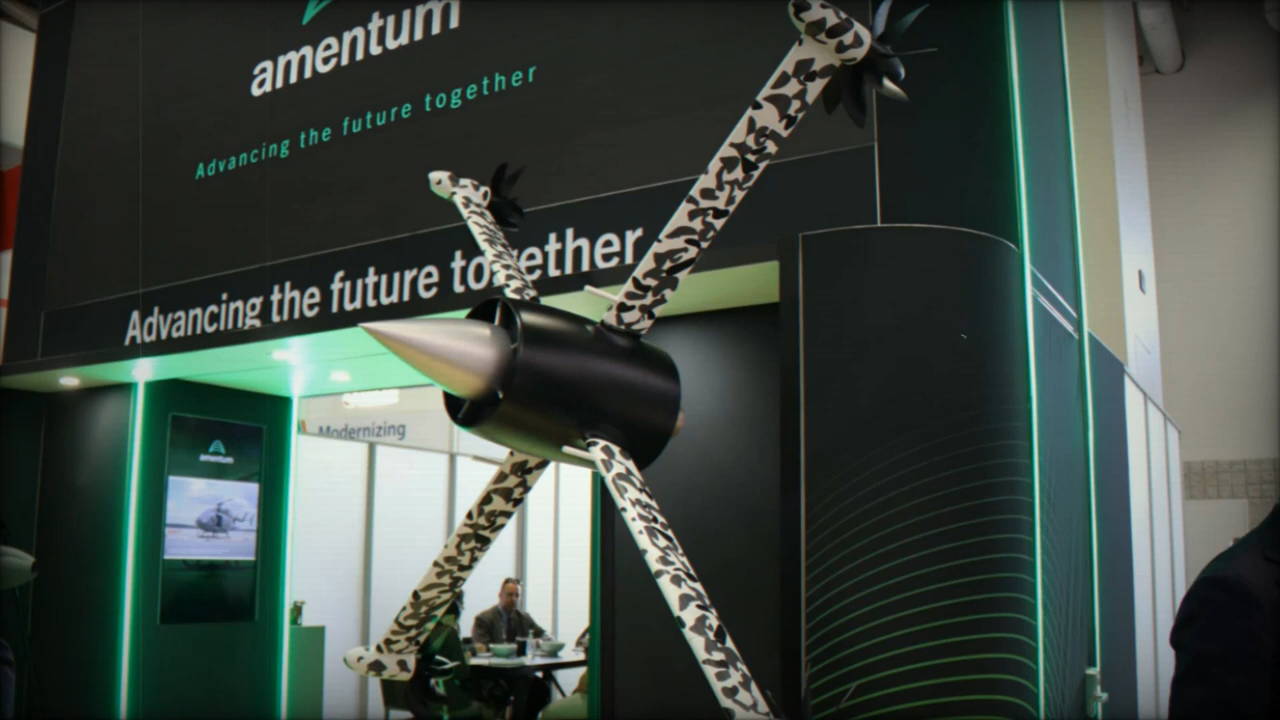 amentum
Advancing the future together
Advancing the future together
Modernizing
amentum